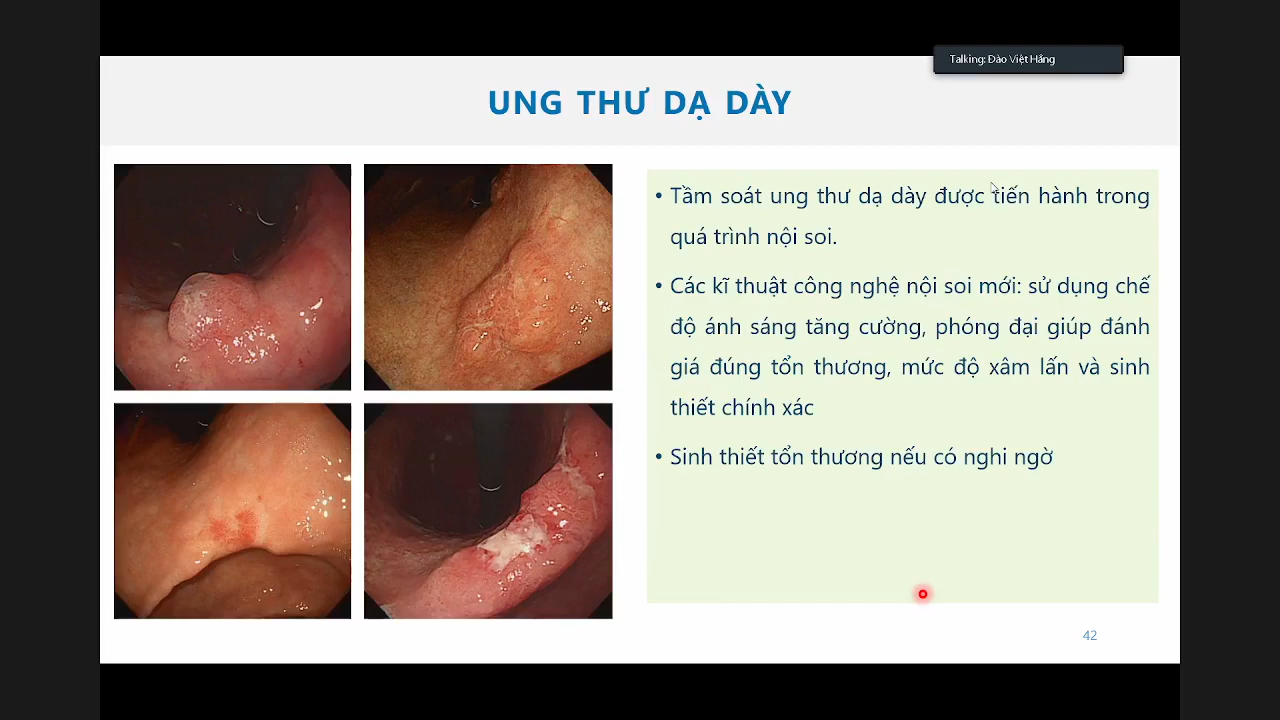 Talking: Đào Việt Hằng
UNG THƯ DẠ DÀY
• Tầm soát ung thư dạ dày được tiến hành trong
quá trình nội soi.
• Các kĩ thuật công nghệ nội soi mới: sử dụng chế
độ ánh sáng tăng cường, phóng đại giúp đánh
giá đúng tổn thương, mức độ xâm lấn và sinh
thiết chính xác
• Sinh thiết tổn thương nếu có nghi ngờ
42